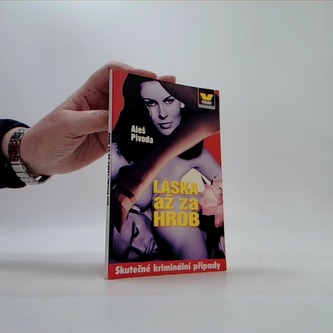 Aleš
Pivoda
LÁSKA
až za
HROB
Skutečné kriminální případy